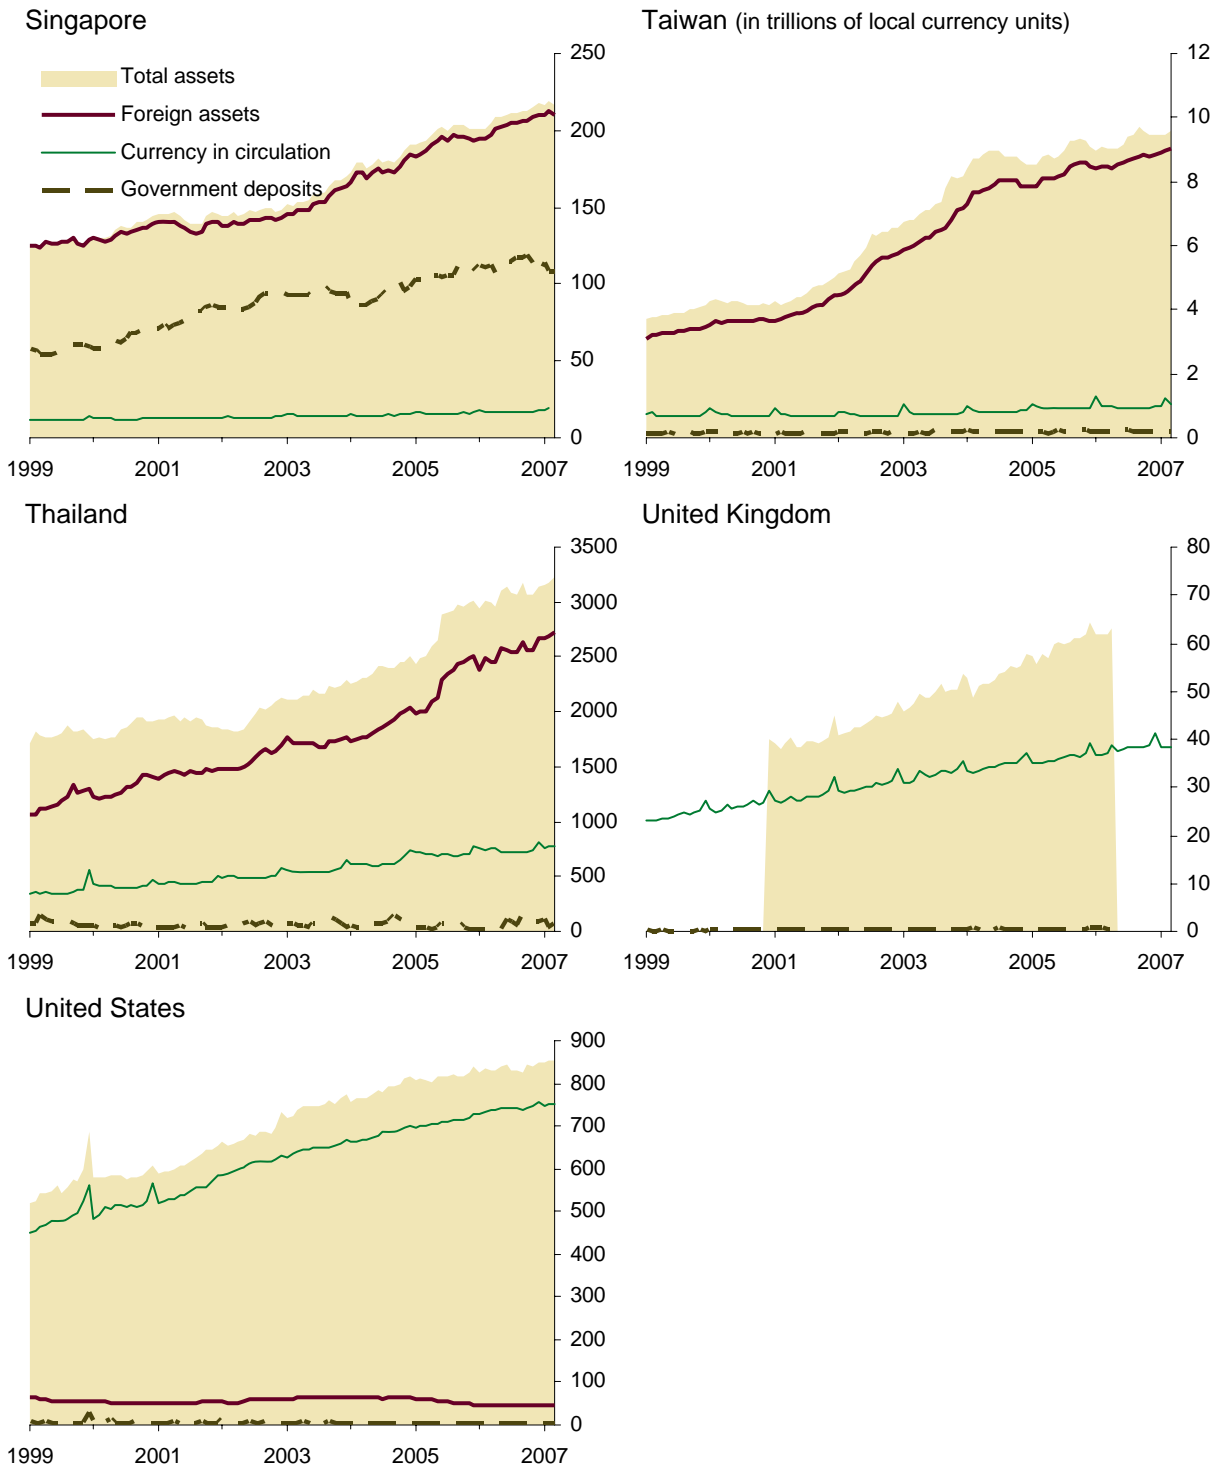 Singapore
250
200
150
100
50
0
Total assets
Foreign assets
Currency in circulation
Government deposits
1999 2001 2003 2005 2007
Taiwan (in trillions of local currency units)
12
10
8
6
4
2
0
1999 2001 2003 2005 2007
Thailand
3500
3000
2500
2000
1500
1000
500
0
1999 2001 2003 2005 2007
United Kingdom
80
70
60
50
40
30
20
10
0
1999 2001 2003 2005 2007
United States
900
800
700
600
500
400
300
200
100
0
1999 2001 2003 2005 2007